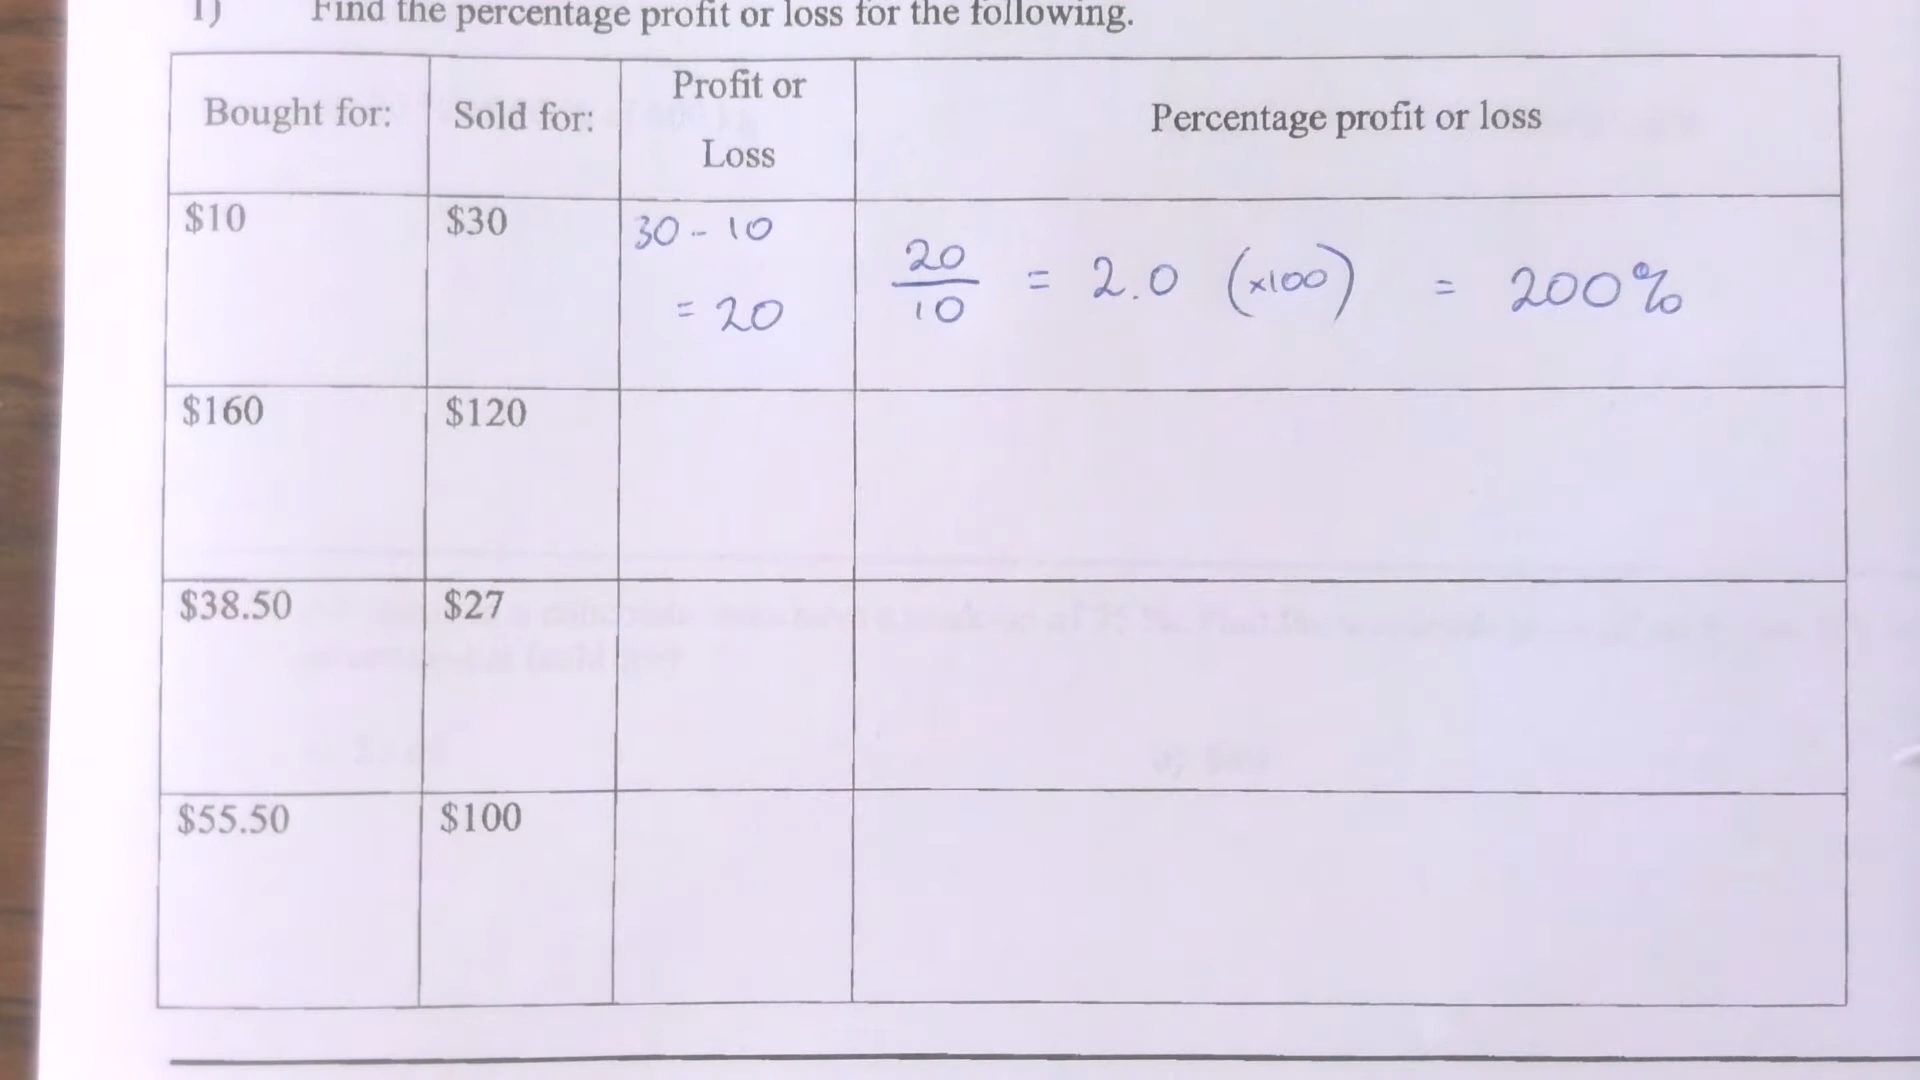 1) Find the percentage profit or loss for the following.
Bought for: Sold for: Profit or Loss Percentage profit or loss
$10 $30 30 - 10
= 20
20/10 = 2.0 (x100) = 200%
$160 $120
$38.50 $27
$55.50 $100